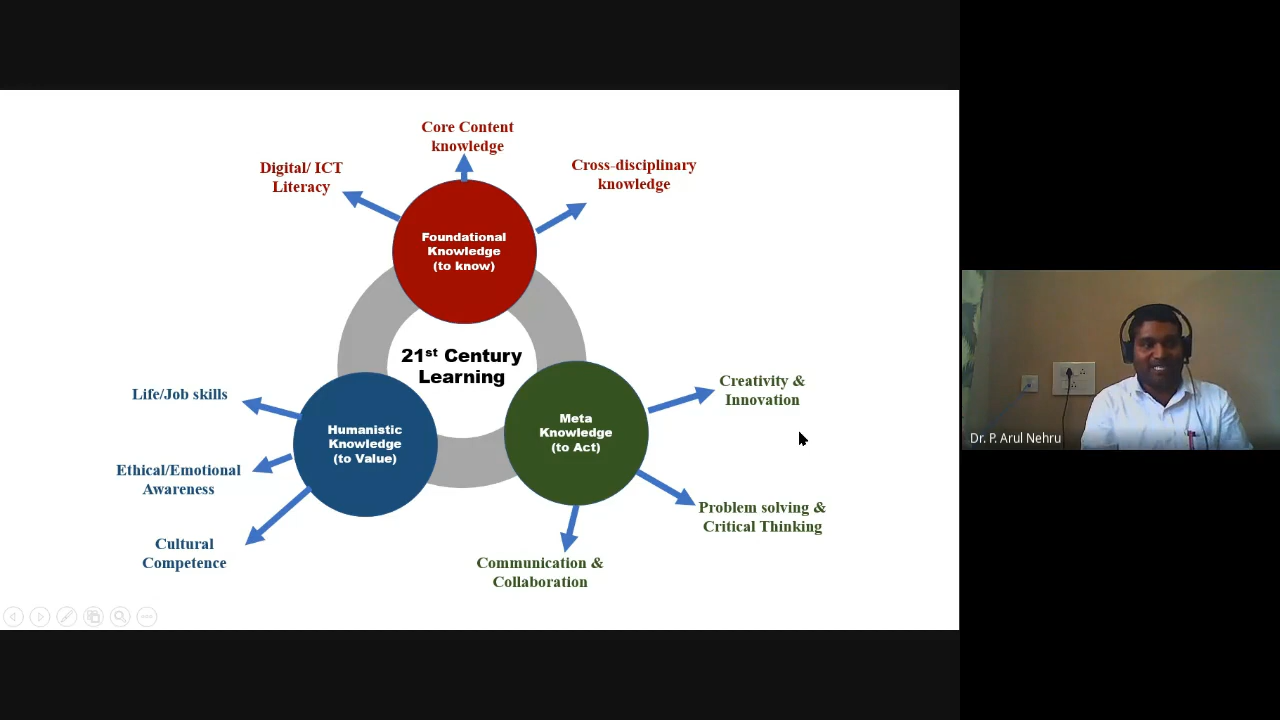 Core Content
knowledge
Digital/ ICT
Literacy
Cross-disciplinary
knowledge
Foundational
Knowledge
(to know)
21st Century
Learning
Life/Job skills
Ethical/Emotional
Awareness
Cultural
Competence
Humanistic
Knowledge
(to Value)
Meta
Knowledge
(to Act)
Creativity &
Innovation
Problem solving &
Critical Thinking
Communication &
Collaboration
Dr. P. Arul Nehru